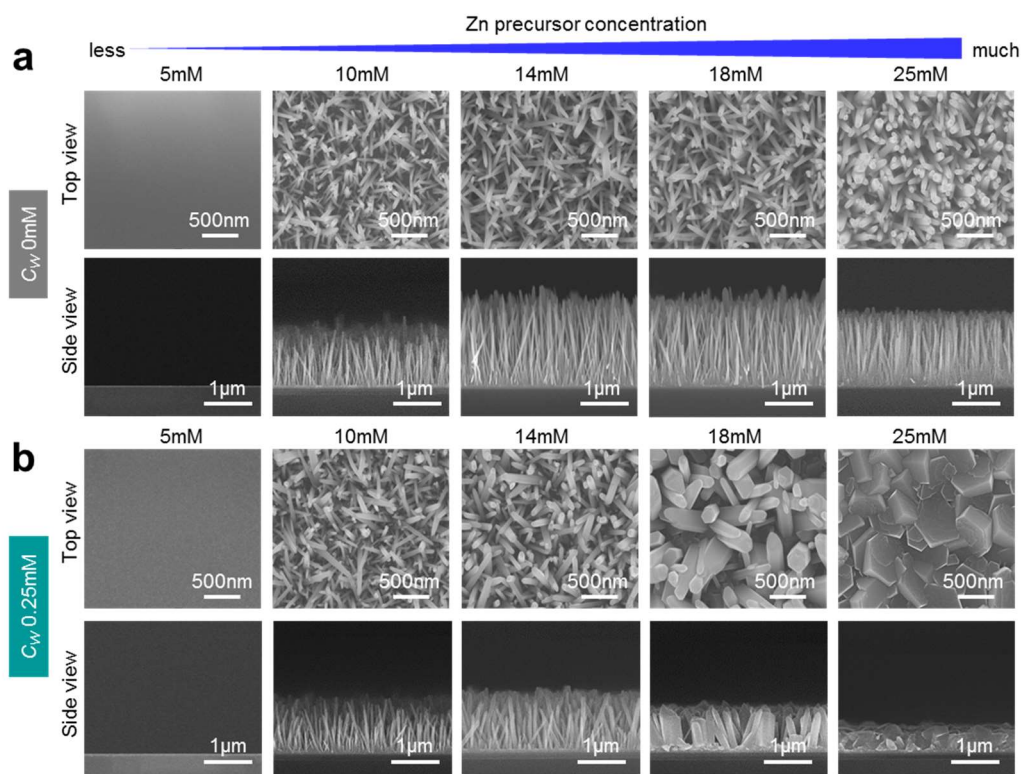 Zn precursor concentration
a
less
much
5mM 10mM 14mM 18mM 25mM
C_W 0mM
Top view
500nm 500nm 500nm 500nm 500nm
Side view
1μm 1μm 1μm 1μm 1μm
b
5mM 10mM 14mM 18mM 25mM
C_W 0.25mM
Top view
500nm 500nm 500nm 500nm 500nm
Side view
1μm 1μm 1μm 1μm 1μm